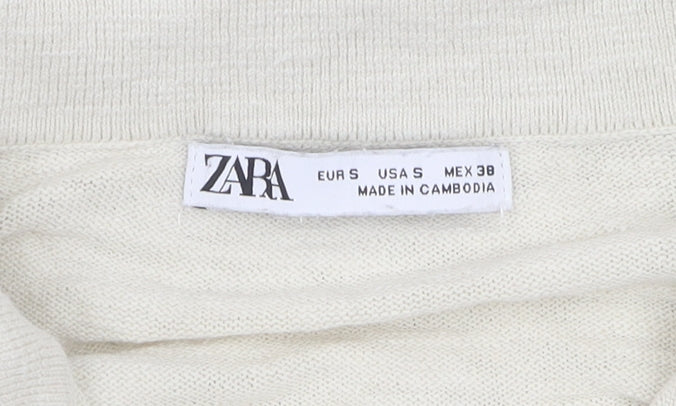 ZARA
EUR S USA S MEX 38
MADE IN CAMBODIA